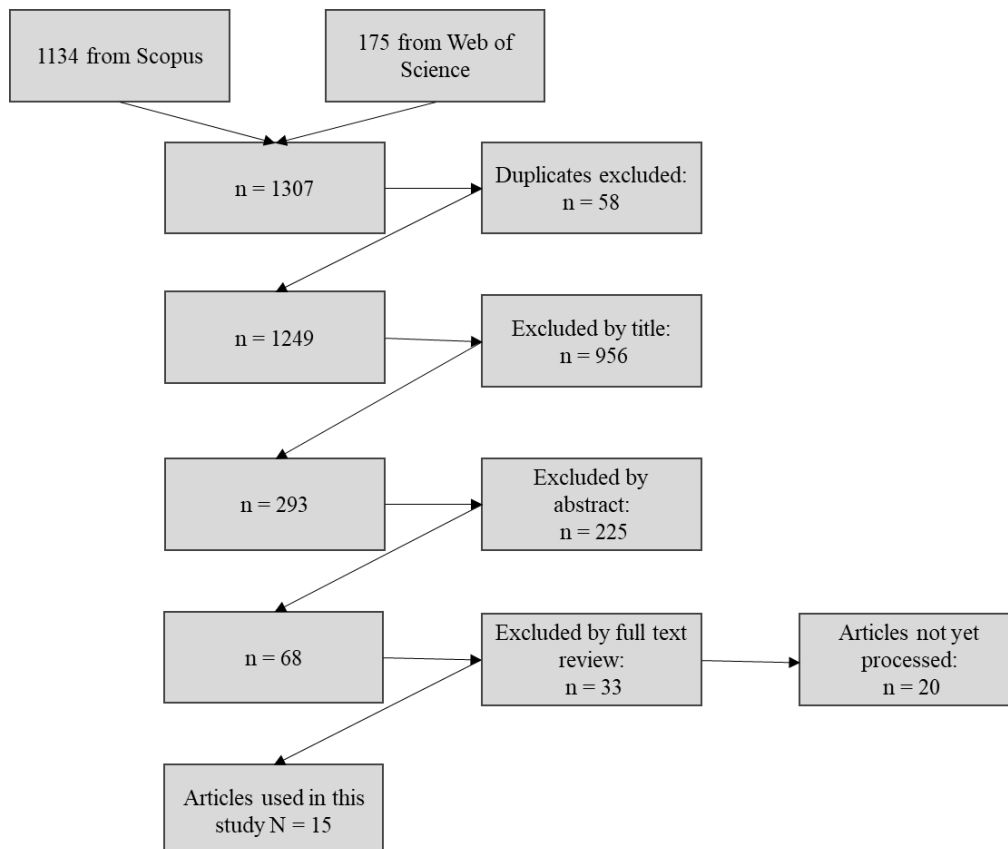 1134 from Scopus
175 from Web of
Science
n = 1307
Duplicates excluded:
n = 58
n = 1249
Excluded by title:
n = 956
n = 293
Excluded by
abstract:
n = 225
n = 68
Excluded by full text
review:
n = 33
Articles not yet
processed:
n = 20
Articles used in this
study N = 15